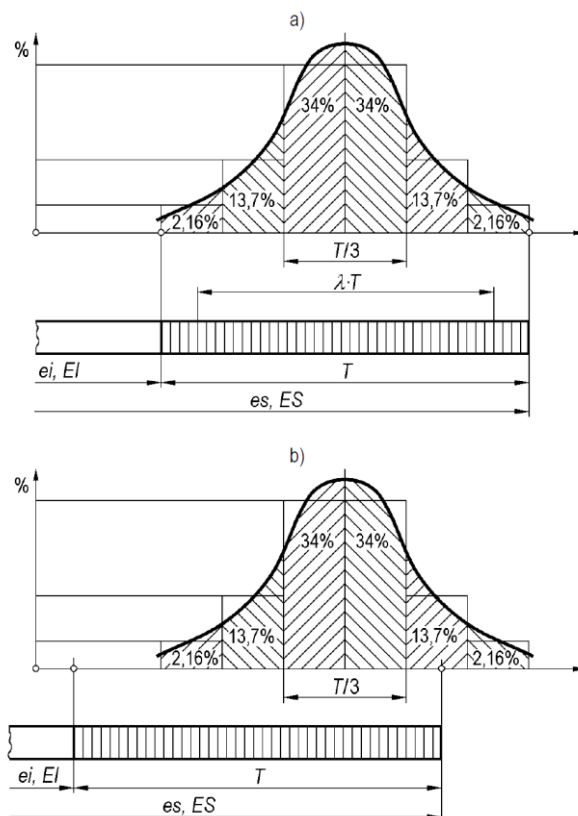 a)
%
34% 34%
13,7% 13,7%
2,16% 2,16%
T/3
λ·T
ei, EI T
es, ES
b)
%
34% 34%
13,7% 13,7%
2,16% 2,16%
T/3
ei, EI T
es, ES